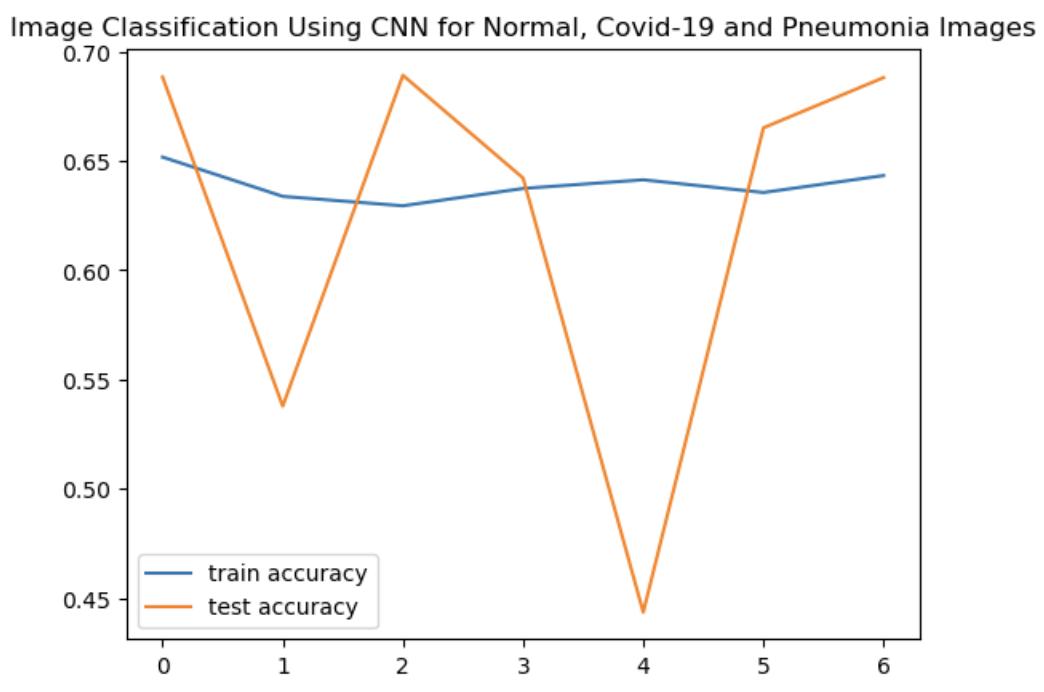 Image Classification Using CNN for Normal, Covid-19 and Pneumonia Images
0.70
0.65
0.60
0.55
0.50
0.45
train accuracy
test accuracy
0 1 2 3 4 5 6